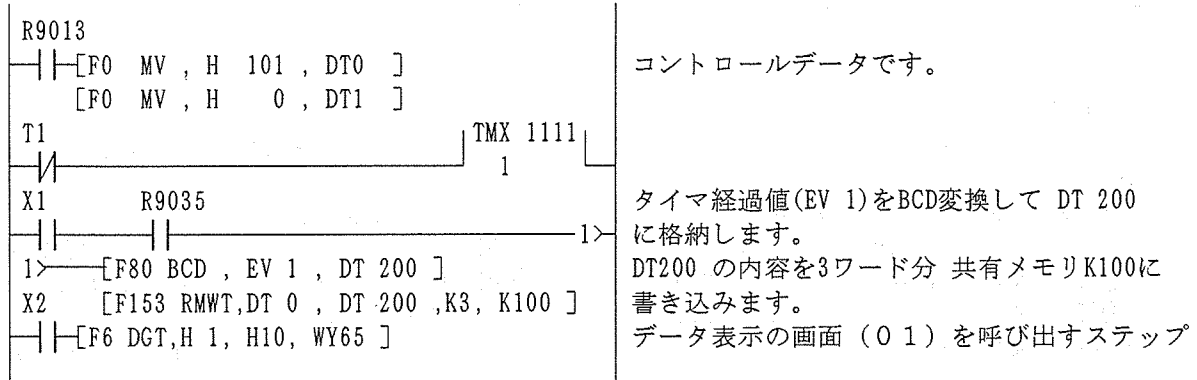 R9013
[F0 MV , H 101 , DT0 ] コントロールデータです。
[F0 MV , H 0 , DT1 ]
T1 TMX 1111
1
X1 R9035 タイマ経過値(EV 1)をBCD変換して DT 200
1> に格納します。
1> [F80 BCD , EV 1 , DT 200 ] DT200 の内容を3ワード分 共有メモリK100に
X2 [F153 RMWT,DT 0 , DT 200 ,K3, K100 ] 書き込みます。
[F6 DGT,H 1, H10, WY65 ] データ表示の画面（０１）を呼び出すステップ